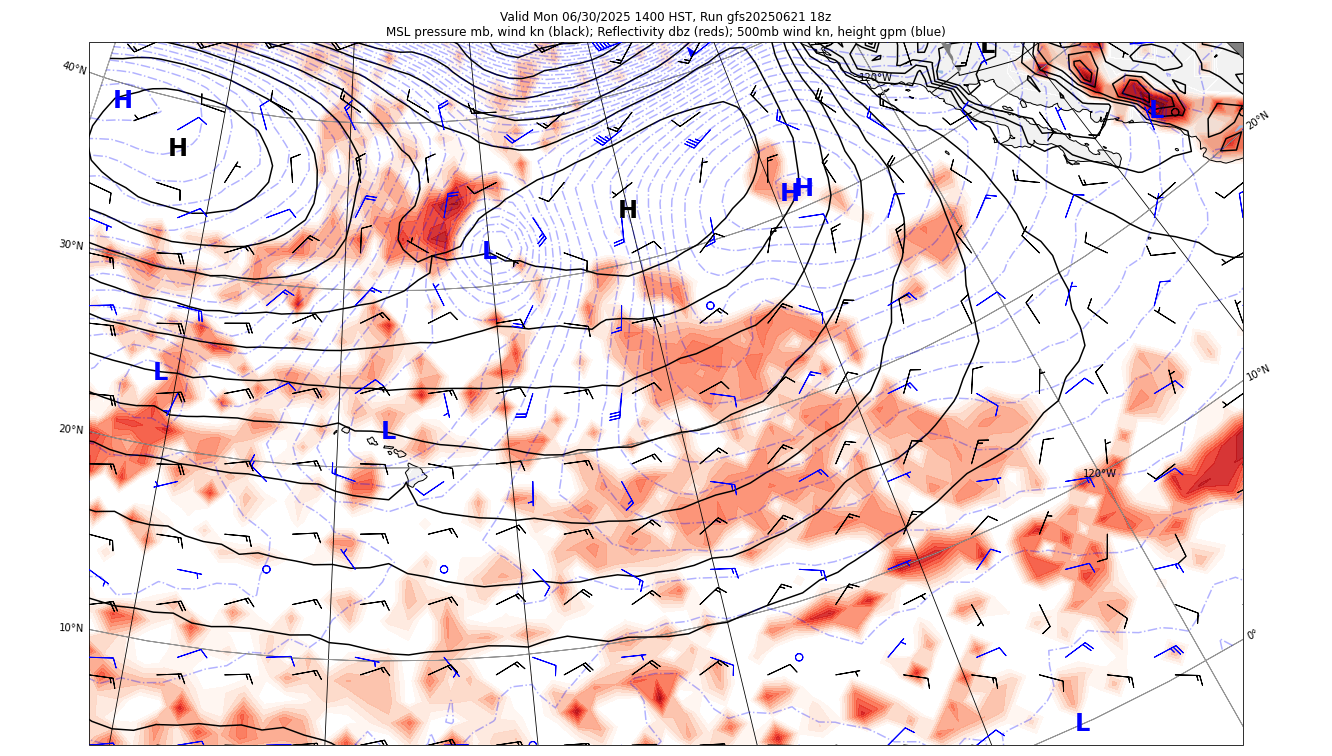 Valid Mon 06/30/2025 1400 HST, Run gfs20250621 18z
MSL pressure mb, wind kn (black); Reflectivity dbz (reds); 500mb wind kn, height gpm (blue)
L
40°N
120°W
H
L
20°N
H
H
H
H
30°N
L
L
10°N
20°N
L
120°W
10°N
0°
L